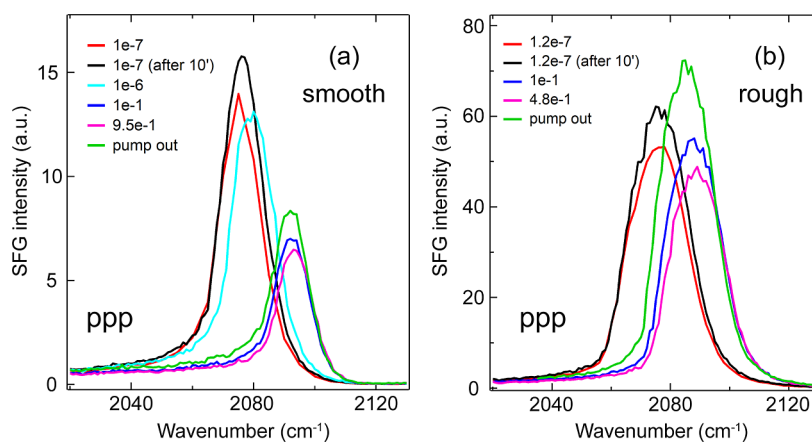 (a)
smooth
1e-7
1e-7 (after 10')
1e-6
1e-1
9.5e-1
pump out
ppp
SFG intensity (a.u.)
15
10
5
0
2040
2080
2120
Wavenumber (cm⁻¹)
(b)
rough
1.2e-7
1.2e-7 (after 10')
1e-1
4.8e-1
pump out
ppp
SFG intensity (a.u.)
80
60
40
20
0
2040
2080
2120
Wavenumber (cm⁻¹)